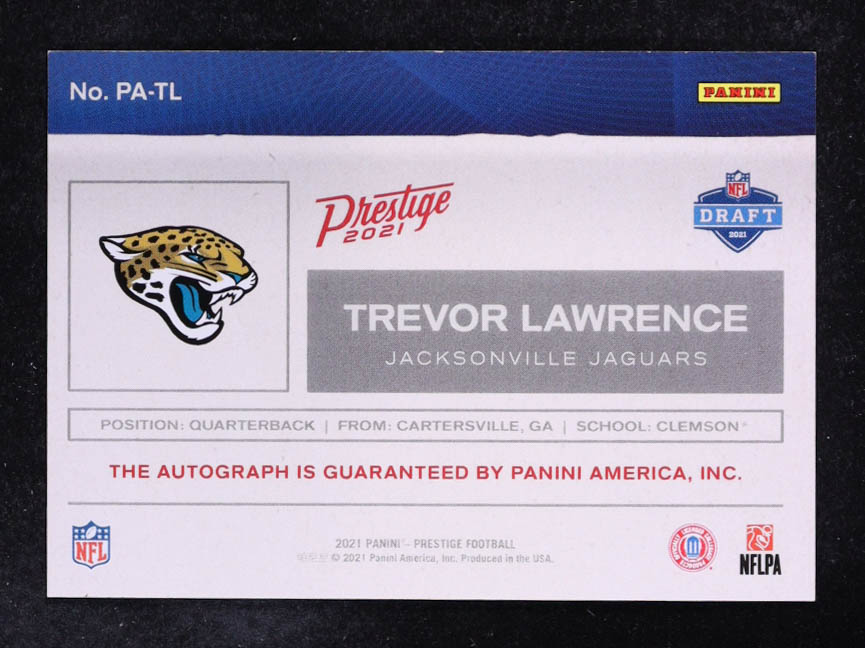 No. PA-TL
PANINI
Prestige
2021
NFL
DRAFT
2021
TREVOR LAWRENCE
JACKSONVILLE JAGUARS
POSITION: QUARTERBACK | FROM: CARTERSVILLE, GA | SCHOOL: CLEMSON®
THE AUTOGRAPH IS GUARANTEED BY PANINI AMERICA, INC.
NFL
2021 PANINI - PRESTIGE FOOTBALL
© 2021 Panini America, Inc. Produced in the USA.
NFLPA